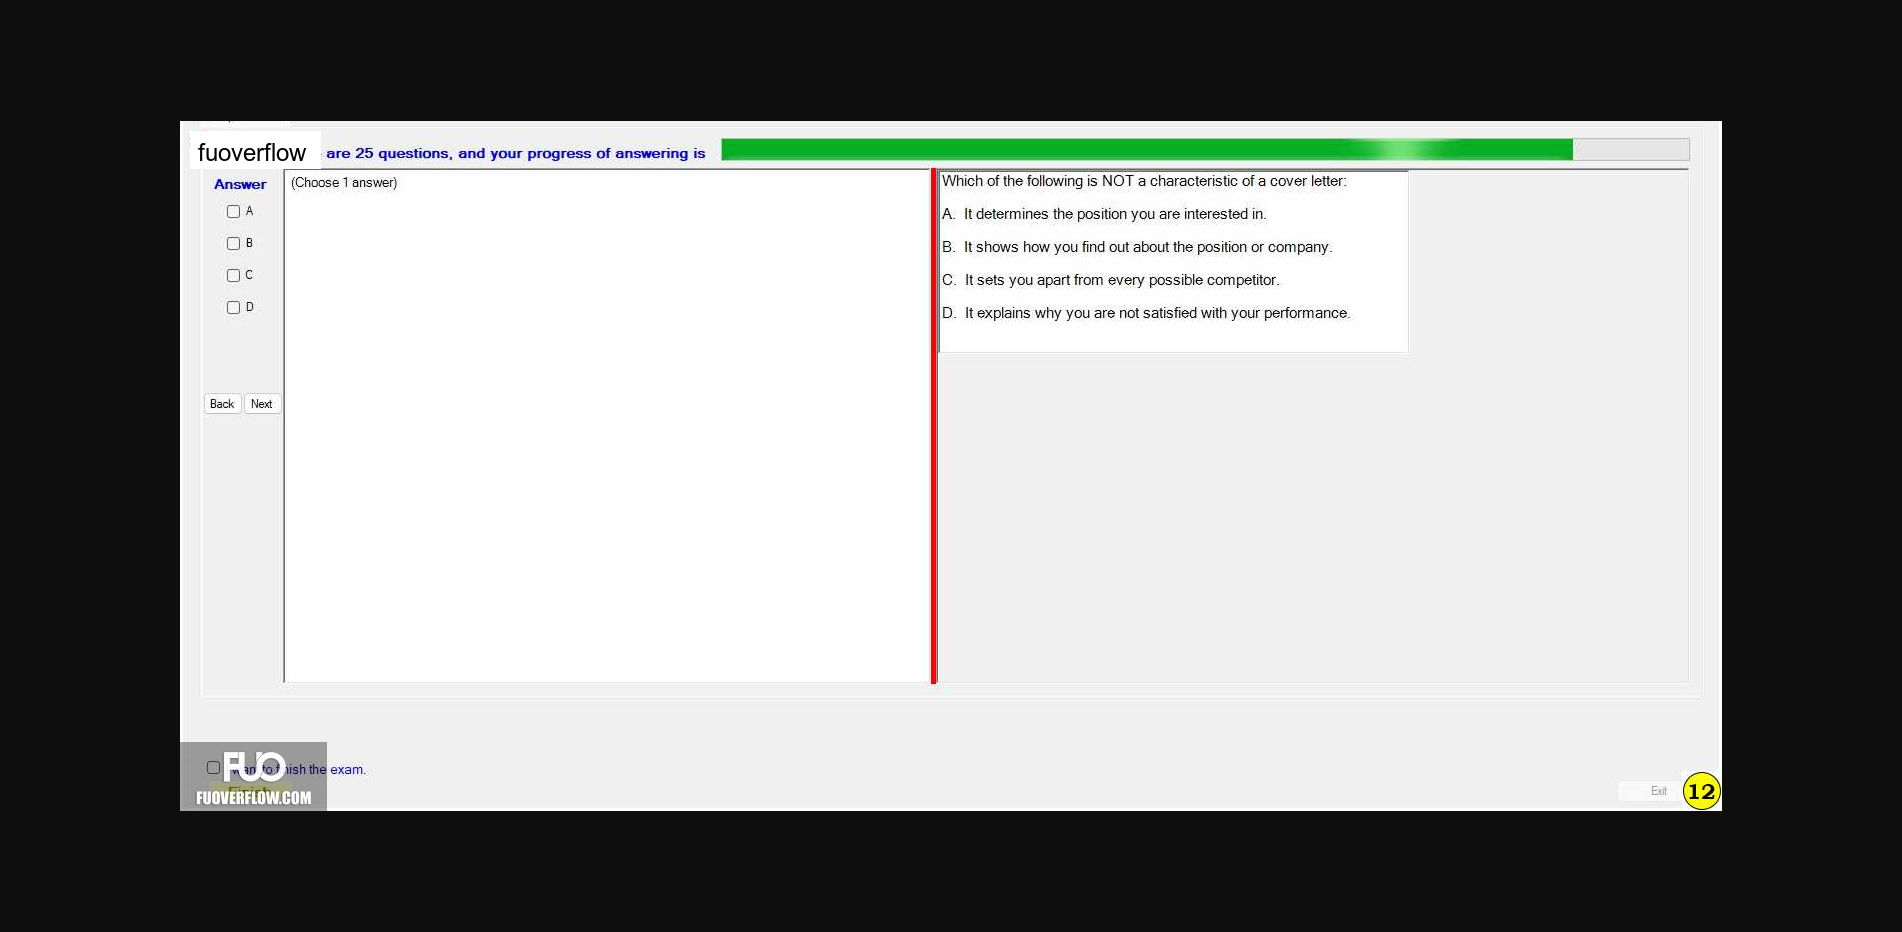 fuoverflow are 25 questions, and your progress of answering is
Answer
(Choose 1 answer)
A
B
C
D
Back Next
Which of the following is NOT a characteristic of a cover letter:
A. It determines the position you are interested in.
B. It shows how you find out about the position or company.
C. It sets you apart from every possible competitor.
D. It explains why you are not satisfied with your performance.
FUO
want to finish the exam.
Finish
FUOVERFLOW.COM
Exit
12